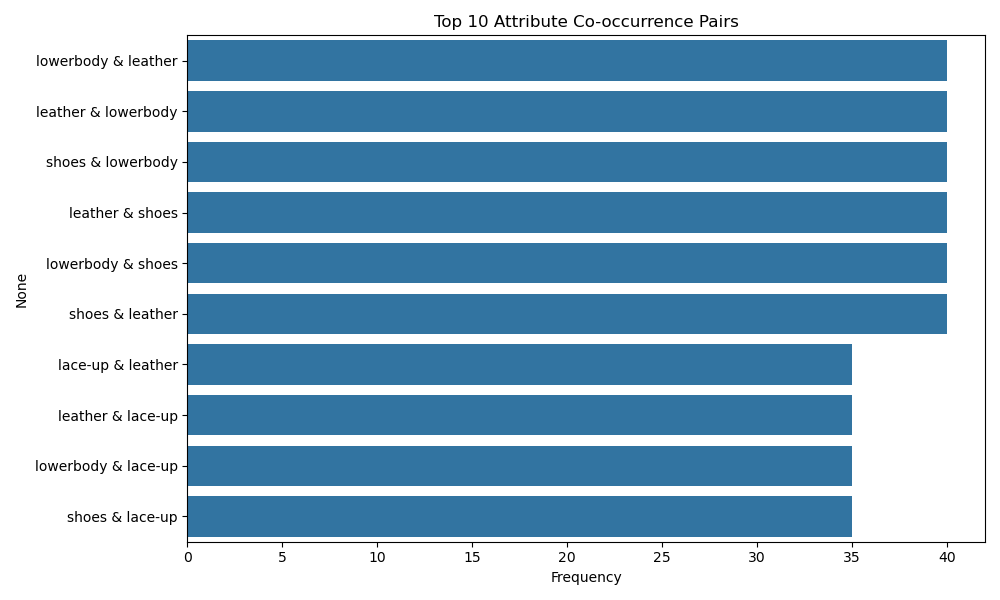 Top 10 Attribute Co-occurrence Pairs
lowerbody & leather
leather & lowerbody
shoes & lowerbody
leather & shoes
lowerbody & shoes
shoes & leather
lace-up & leather
leather & lace-up
lowerbody & lace-up
shoes & lace-up
None
0 5 10 15 20 25 30 35 40
Frequency